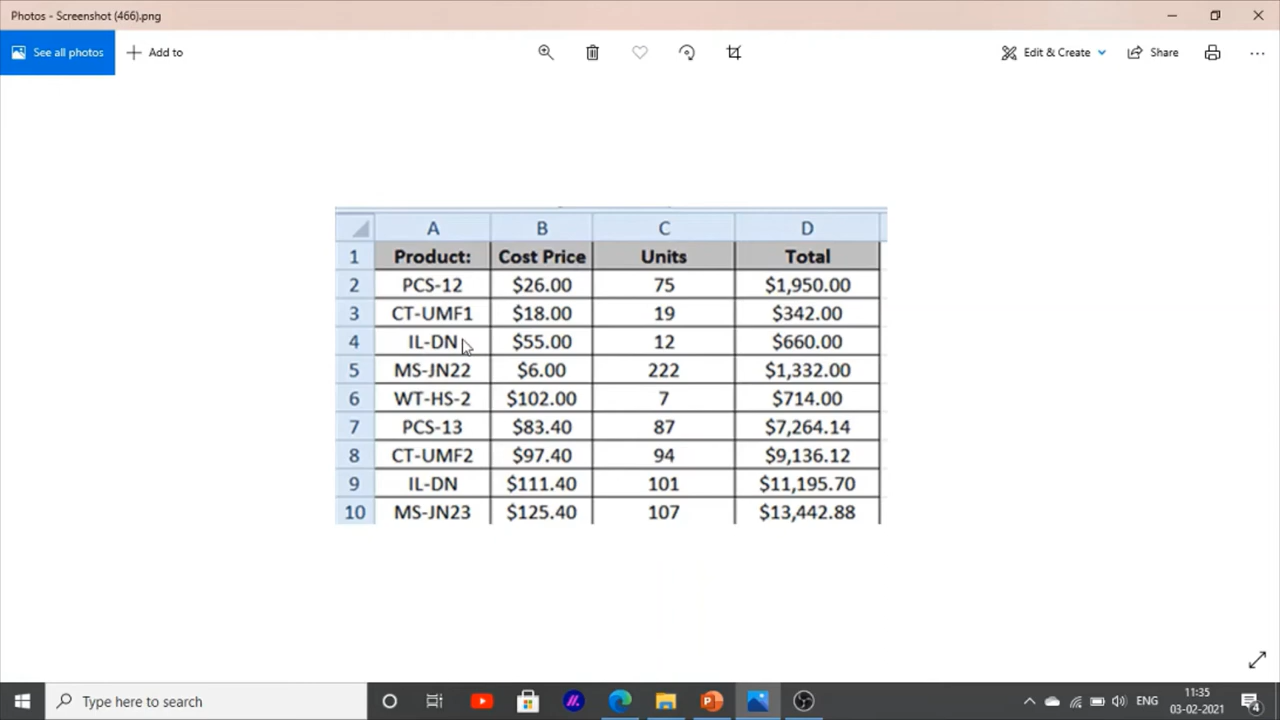 Photos - Screenshot (466).png
See all photos Add to Edit & Create Share
A B C D
1 Product: Cost Price Units Total
2 PCS-12 $26.00 75 $1,950.00
3 CT-UMF1 $18.00 19 $342.00
4 IL-DN $55.00 12 $660.00
5 MS-JN22 $6.00 222 $1,332.00
6 WT-HS-2 $102.00 7 $714.00
7 PCS-13 $83.40 87 $7,264.14
8 CT-UMF2 $97.40 94 $9,136.12
9 IL-DN $111.40 101 $11,195.70
10 MS-JN23 $125.40 107 $13,442.88
Type here to search ENG 11:35
03-02-2021 4